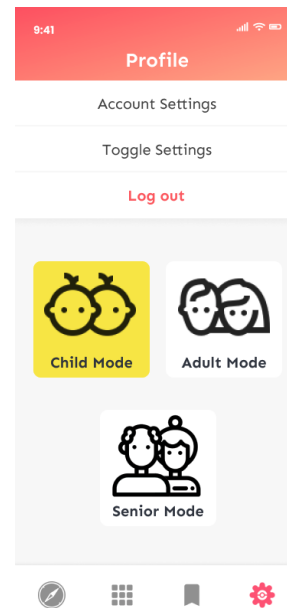 9:41
Profile
Account Settings
Toggle Settings
Log out
Child Mode
Adult Mode
Senior Mode